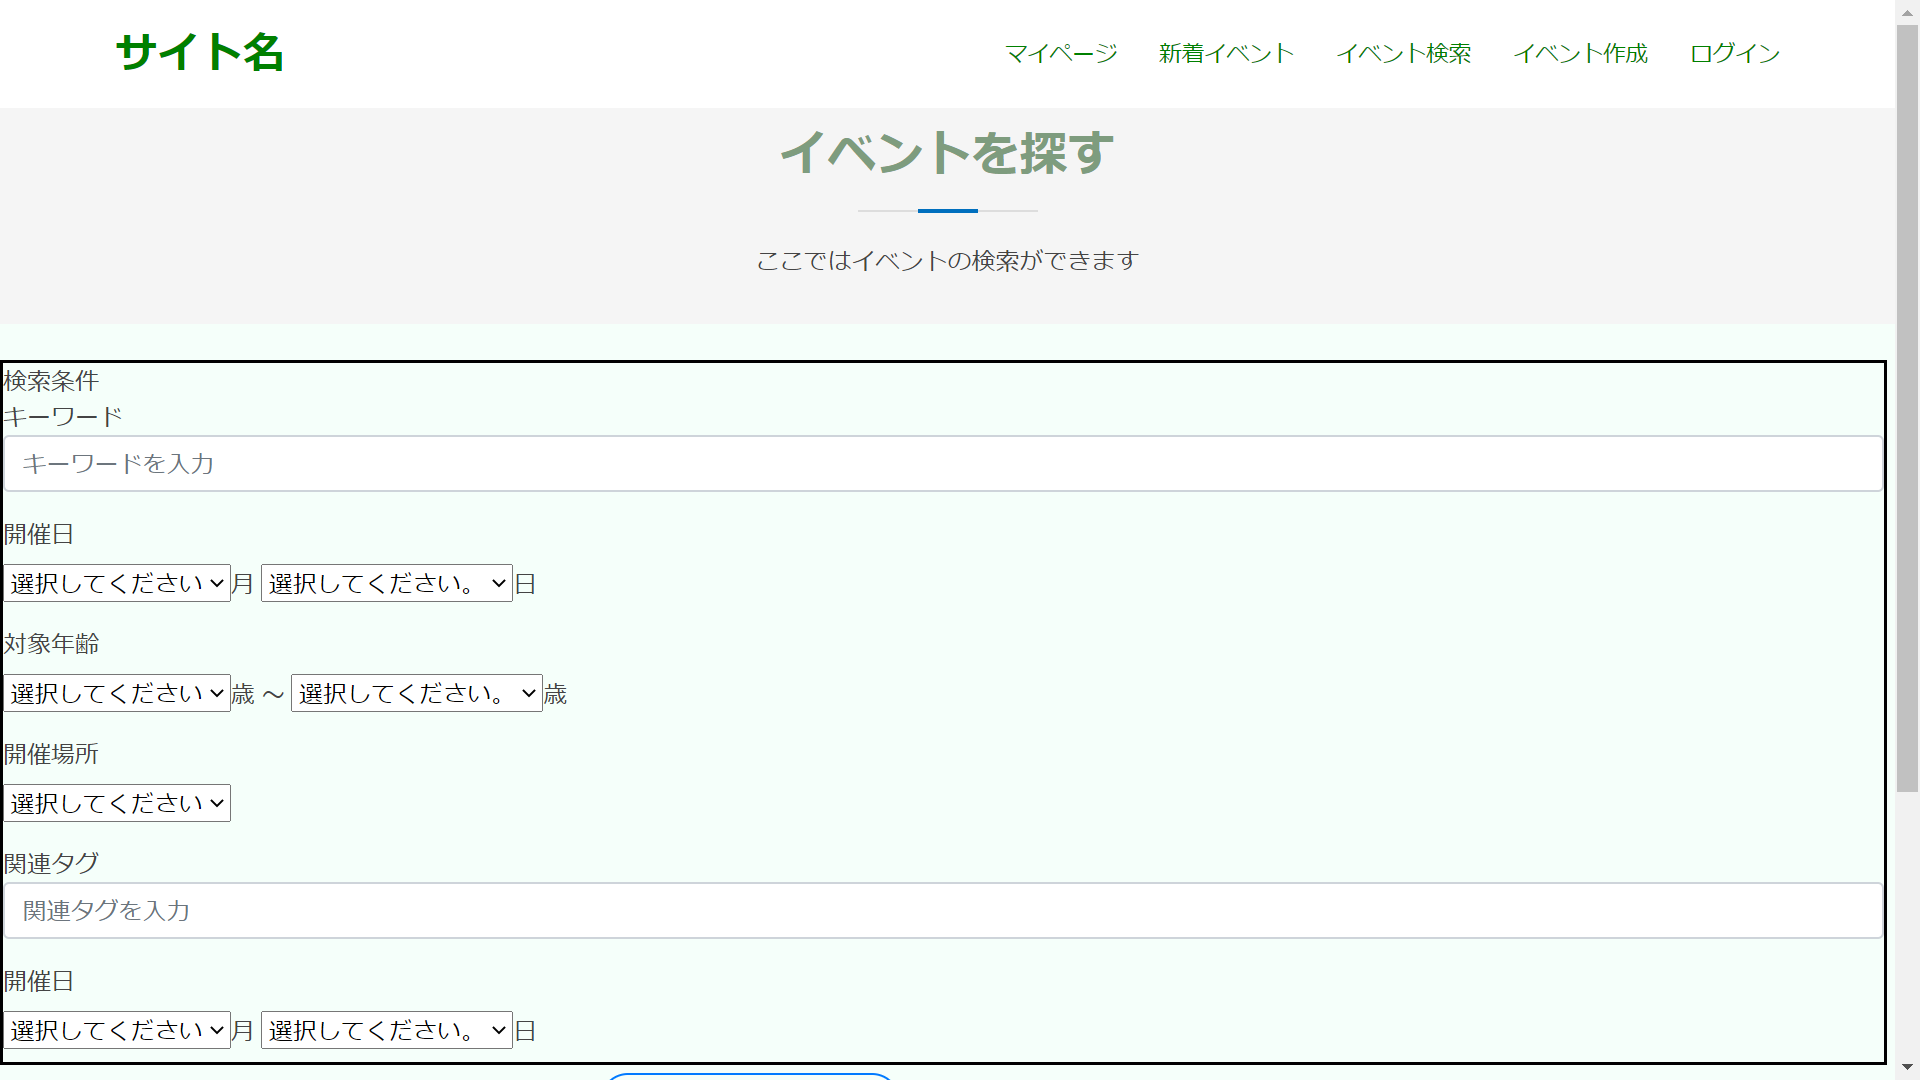 サイト名
マイページ 新着イベント イベント検索 イベント作成 ログイン
イベントを探す
ここではイベントの検索ができます
検索条件
キーワード
キーワードを入力
開催日
選択してください 月 選択してください。 日
対象年齢
選択してください 歳 ～ 選択してください。 歳
開催場所
選択してください
関連タグ
関連タグを入力
開催日
選択してください 月 選択してください。 日